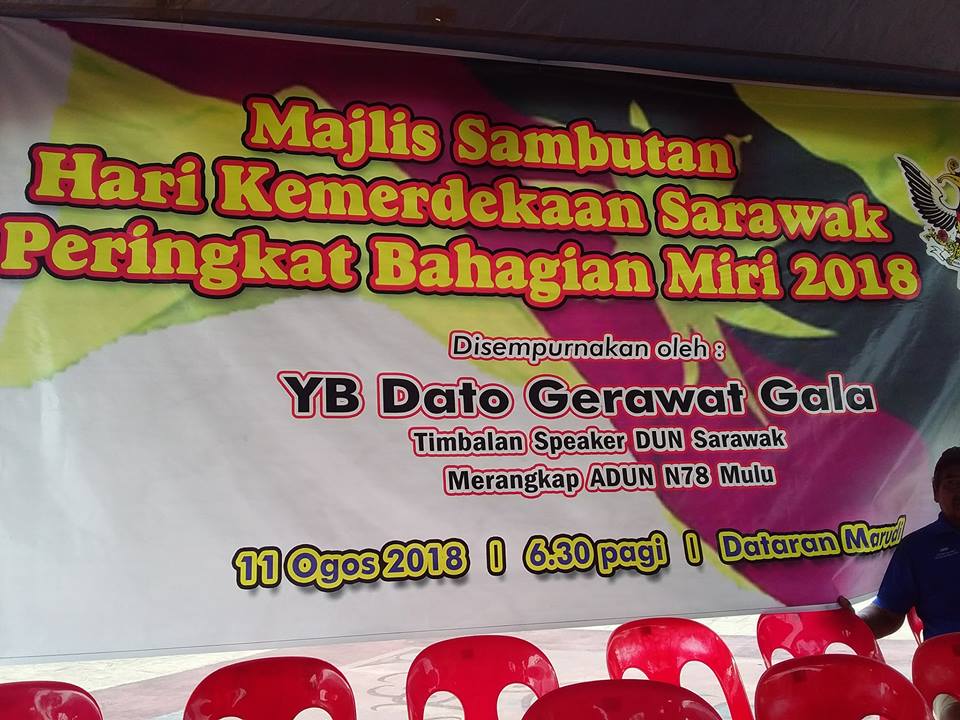 Majlis Sambutan
Hari Kemerdekaan Sarawak
Peringkat Bahagian Miri 2018
Disempurnakan oleh :
YB Dato Gerawat Gala
Timbalan Speaker DUN Sarawak
Merangkap ADUN N78 Mulu
11 Ogos 2018 | 6.30 pagi | Dataran Marudi